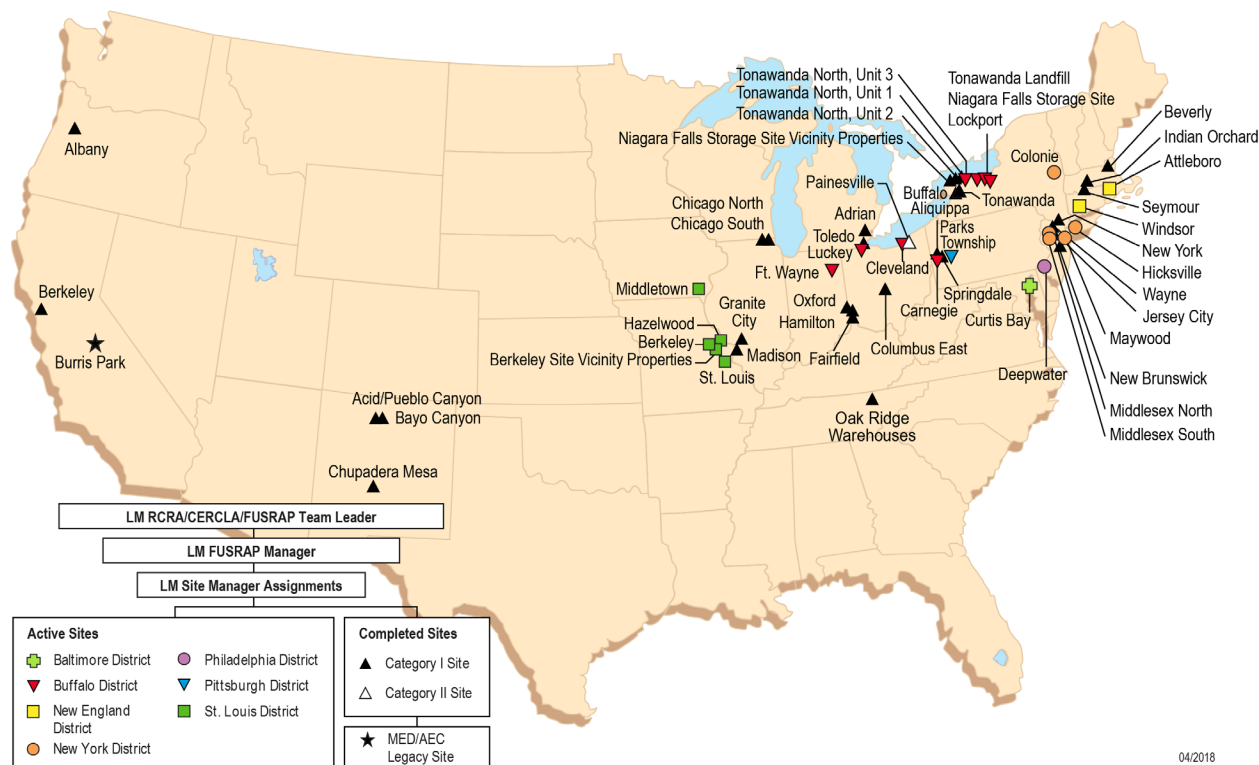 Tonawanda North, Unit 3
Tonawanda North, Unit 1
Tonawanda North, Unit 2
Niagara Falls Storage Site Vicinity Properties
Tonawanda Landfill
Niagara Falls Storage Site
Lockport
Beverly
Indian Orchard
Attleboro
Colonie
Albany
Painesville
Buffalo
Tonawanda
Aliquippa
Seymour
Windsor
New York
Hicksville
Wayne
Jersey City
Maywood
New Brunswick
Middlesex North
Middlesex South
Chicago North
Chicago South
Adrian
Toledo
Luckey
Parks
Township
Cleveland
Ft. Wayne
Springdale
Carnegie
Curtis Bay
Deepwater
Berkeley
Burris Park
Middletown
Granite
City
Hazelwood
Berkeley
Berkeley Site Vicinity Properties
Madison
St. Louis
Oxford
Hamilton
Fairfield
Columbus East
Acid/Pueblo Canyon
Bayo Canyon
Oak Ridge
Warehouses
Chupadera Mesa
LM RCRA/CERCLA/FUSRAP Team Leader
LM FUSRAP Manager
LM Site Manager Assignments
Active Sites
Baltimore District
Buffalo District
New England
District
New York District
Philadelphia District
Pittsburgh District
St. Louis District
Completed Sites
Category I Site
Category II Site
MED/AEC
Legacy Site
04/2018